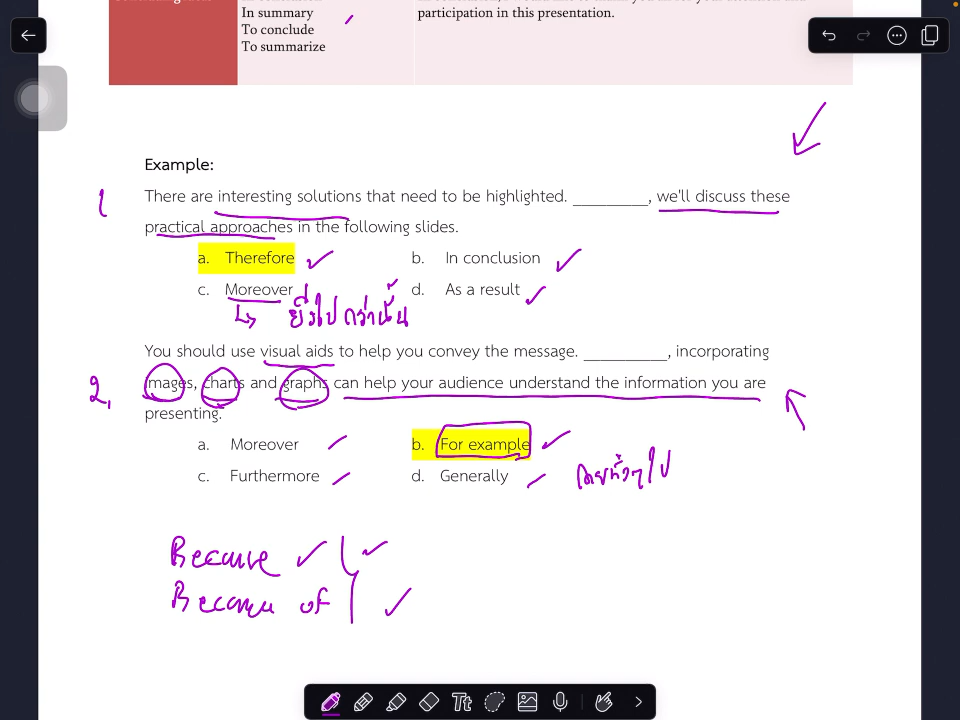 In summary
participation in this presentation.
To conclude
To summarize
Example:
1 There are interesting solutions that need to be highlighted. _________, we'll discuss these
practical approaches in the following slides.
a. Therefore b. In conclusion
c. Moreover d. As a result
↳ ยิ่งไปกว่านั้น
You should use visual aids to help you convey the message. __________, incorporating
2. images, charts and graphs can help your audience understand the information you are
presenting.
a. Moreover b. For example
c. Furthermore d. Generally โดยทั่วๆไป
Because
Because of
Tt